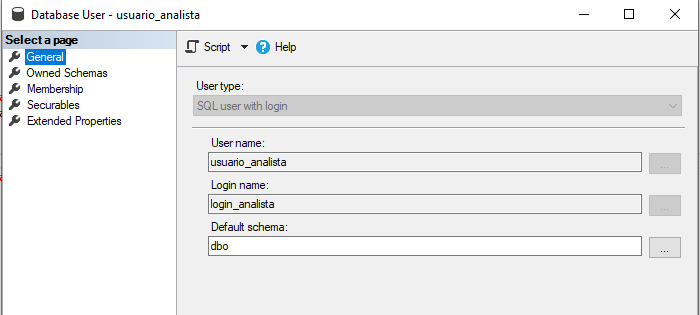 Database User - usuario_analista
Select a page
General
Owned Schemas
Membership
Securables
Extended Properties
Script
Help
User type:
SQL user with login
User name:
usuario_analista
...
Login name:
login_analista
...
Default schema:
dbo
...